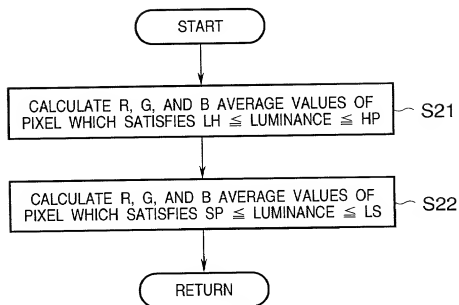 START
CALCULATE R, G, AND B AVERAGE VALUES OF
PIXEL WHICH SATISFIES LH ≦ LUMINANCE ≦ HP
S21
CALCULATE R, G, AND B AVERAGE VALUES OF
PIXEL WHICH SATISFIES SP ≦ LUMINANCE ≦ LS
S22
RETURN